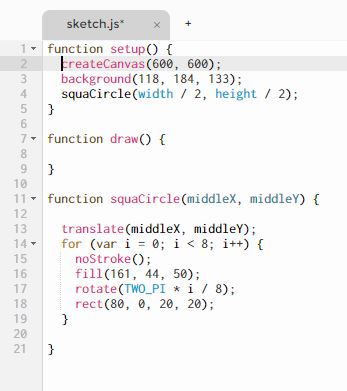 sketch.js* × +
1 function setup() {
2 createCanvas(600, 600);
3 background(118, 184, 133);
4 squaCircle(width / 2, height / 2);
5 }
6
7 function draw() {
8
9 }
10
11 function squaCircle(middleX, middleY) {
12
13 translate(middleX, middleY);
14 for (var i = 0; i < 8; i++) {
15 noStroke();
16 fill(161, 44, 50);
17 rotate(TWO_PI * i / 8);
18 rect(80, 0, 20, 20);
19 }
20
21 }